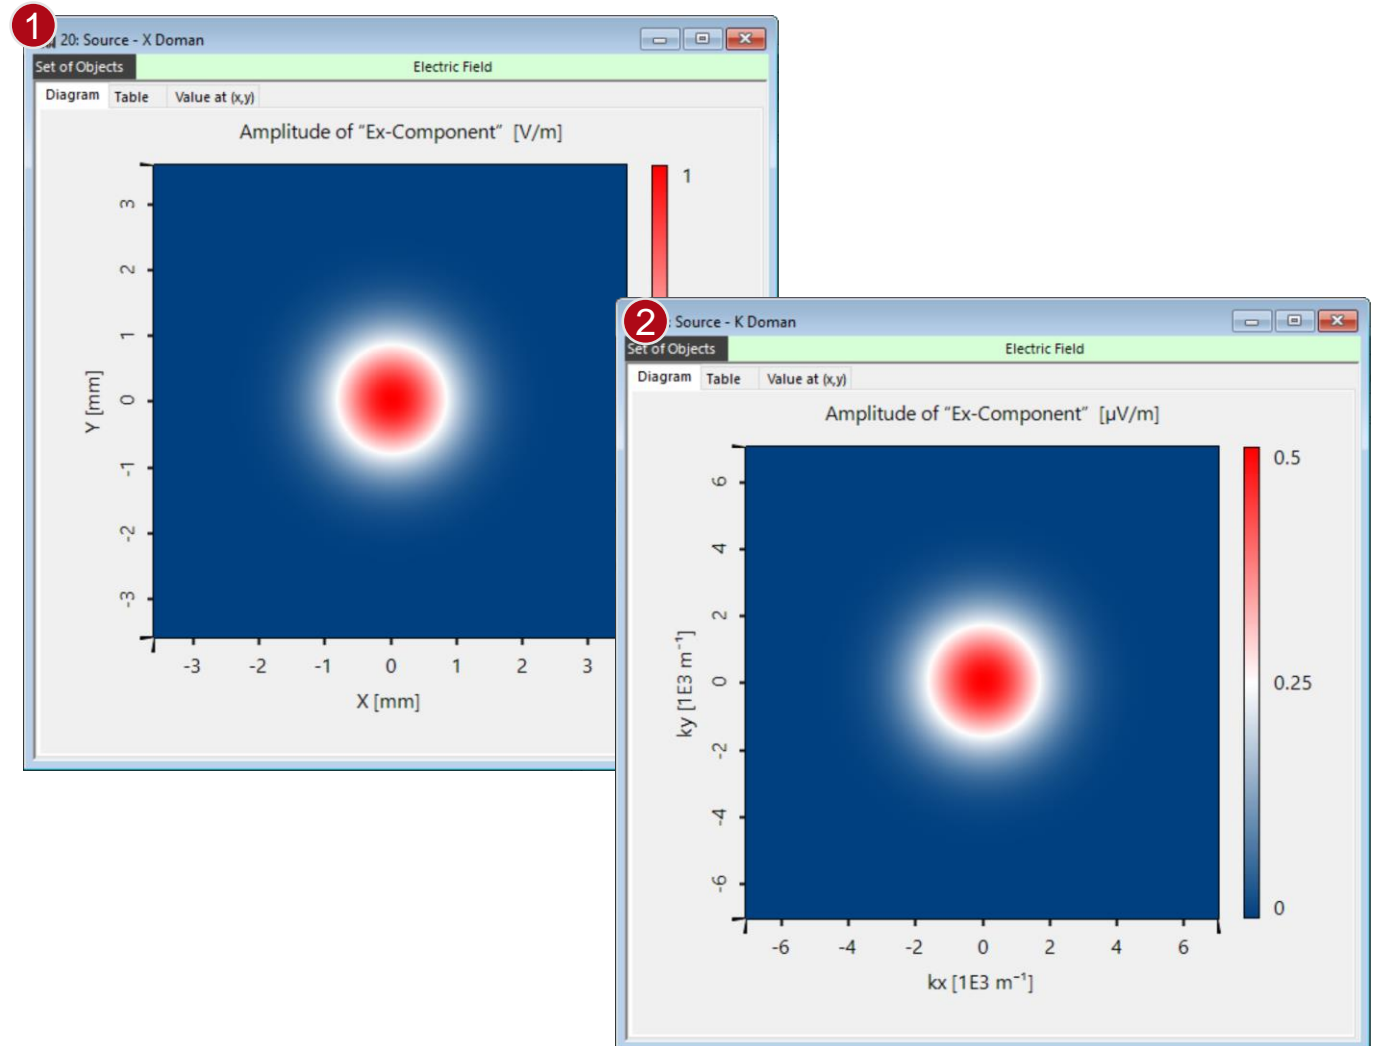 1
20: Source - X Doman
Set of Objects
Electric Field
Diagram Table Value at (x,y)
Amplitude of “Ex-Component” [V/m]
1
3
2
1
0
-1
-2
-3
Y [mm]
-3 -2 -1 0 1 2 3
X [mm]
2
: Source - K Doman
Set of Objects
Electric Field
Diagram Table Value at (x,y)
Amplitude of “Ex-Component” [µV/m]
0.5
0.25
0
6
4
2
0
-2
-4
-6
ky [1E3 m⁻¹]
-6 -4 -2 0 2 4 6
kx [1E3 m⁻¹]